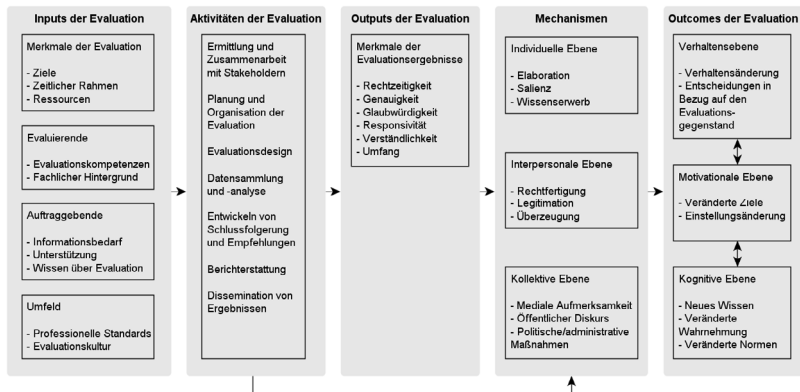 Inputs der Evaluation
Merkmale der Evaluation
- Ziele
- Zeitlicher Rahmen
- Ressourcen
Evaluierende
- Evaluationskompetenzen
- Fachlicher Hintergrund
Auftraggebende
- Informationsbedarf
- Unterstützung
- Wissen über Evaluation
Umfeld
- Professionelle Standards
- Evaluationskultur
Aktivitäten der Evaluation
Ermittlung und
Zusammenarbeit
mit Stakeholdern
Planung und
Organisation der
Evaluation
Evaluationsdesign
Datensammlung
und -analyse
Entwickeln von
Schlussfolgerung
und Empfehlungen
Berichterstattung
Dissemination von
Ergebnissen
Outputs der Evaluation
Merkmale der
Evaluationsergebnisse
- Rechtzeitigkeit
- Genauigkeit
- Glaubwürdigkeit
- Responsivität
- Verständlichkeit
- Umfang
Mechanismen
Individuelle Ebene
- Elaboration
- Salienz
- Wissenserwerb
Interpersonale Ebene
- Rechtfertigung
- Legitimation
- Überzeugung
Kollektive Ebene
- Mediale Aufmerksamkeit
- Öffentlicher Diskurs
- Politische/administrative
Maßnahmen
Outcomes der Evaluation
Verhaltensebene
- Verhaltensänderung
- Entscheidungen in
Bezug auf den
Evaluations-
gegenstand
Motivationale Ebene
- Veränderte Ziele
- Einstellungsänderung
Kognitive Ebene
- Neues Wissen
- Veränderte
Wahrnehmung
- Veränderte Normen